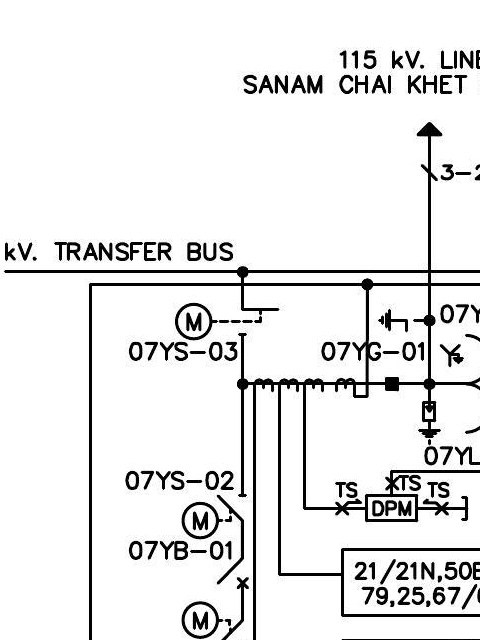 115 kV. LINE
SANAM CHAI KHET
3-2
kV. TRANSFER BUS
M
07Y
07YS-03
07YG-01
07YL
07YS-02
TS
TS
TS
DPM
M
07YB-01
21/21N,50B
79,25,67/
M